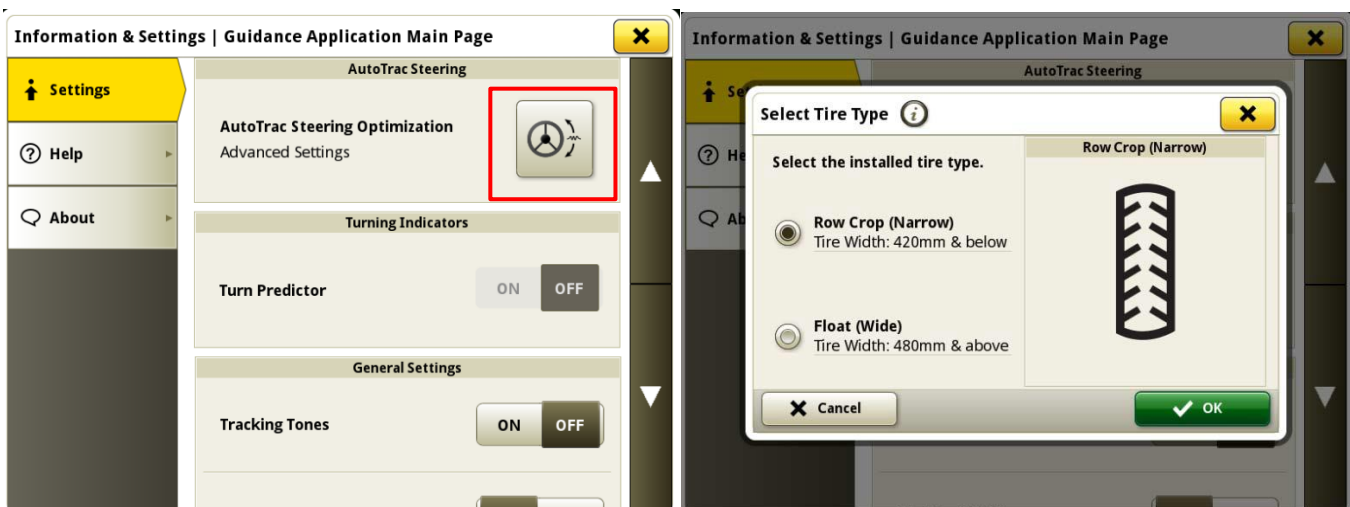 Information & Settings | Guidance Application Main Page
Settings
Help
About
AutoTrac Steering
AutoTrac Steering Optimization
Advanced Settings
Turning Indicators
Turn Predictor
ON OFF
General Settings
Tracking Tones
ON OFF
Information & Settings | Guidance Application Main Page
AutoTrac Steering
Se
He
Ab
Select Tire Type
Select the installed tire type.
Row Crop (Narrow)
Tire Width: 420mm & below
Float (Wide)
Tire Width: 480mm & above
Row Crop (Narrow)
Cancel
OK